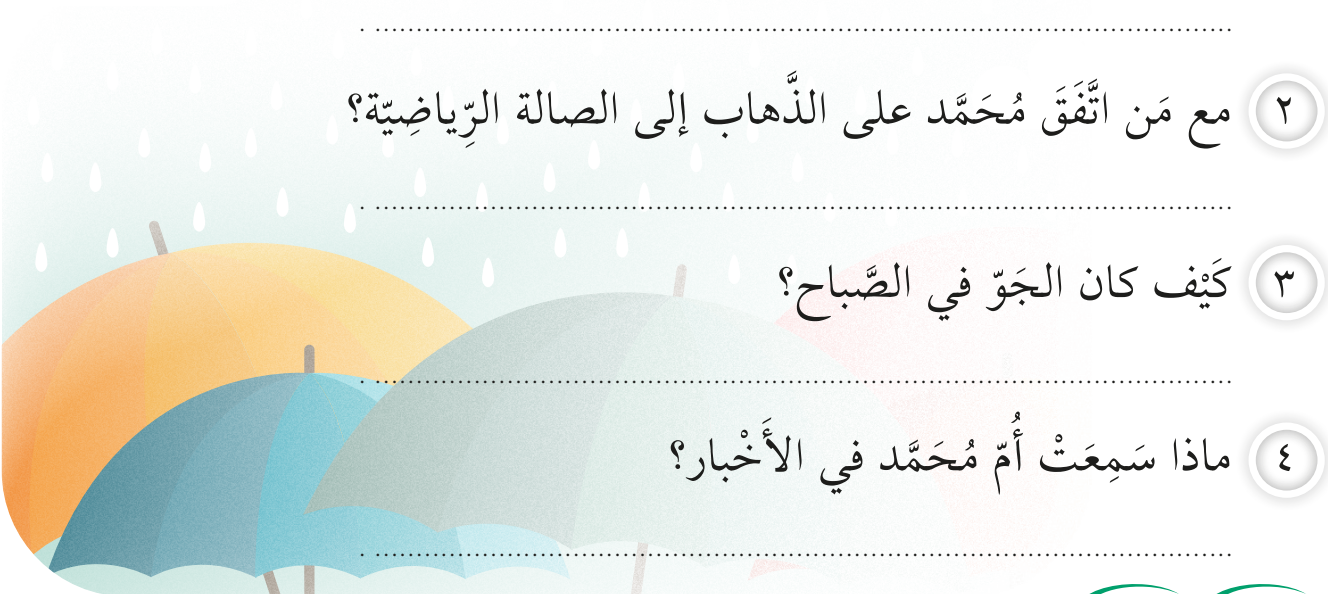 ٢ مع مَن اتَّفَقَ مُحَمَّد على الذَّهاب إلى الصالة الرِّياضِيّة؟
٣ كَيْف كان الجَوّ في الصَّباح؟
٤ ماذا سَمِعَتْ أُمّ مُحَمَّد في الأَخْبار؟